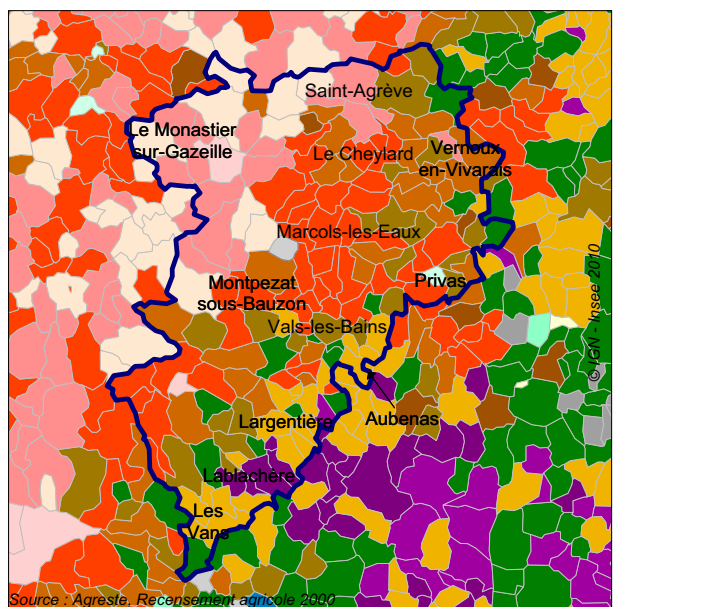 Saint-Agrève
Le Monastier
sur-Gazeille
Le Cheylard
Vernoux
en-Vivarais
Marcols-les-Eaux
Montpezat
sous-Bauzon
Privas
Vals-les-Bains
Largentière
Aubenas
Lablachère
Les
Vans
© IGN - Insee 2010
Source : Agreste, Recensement agricole 2000